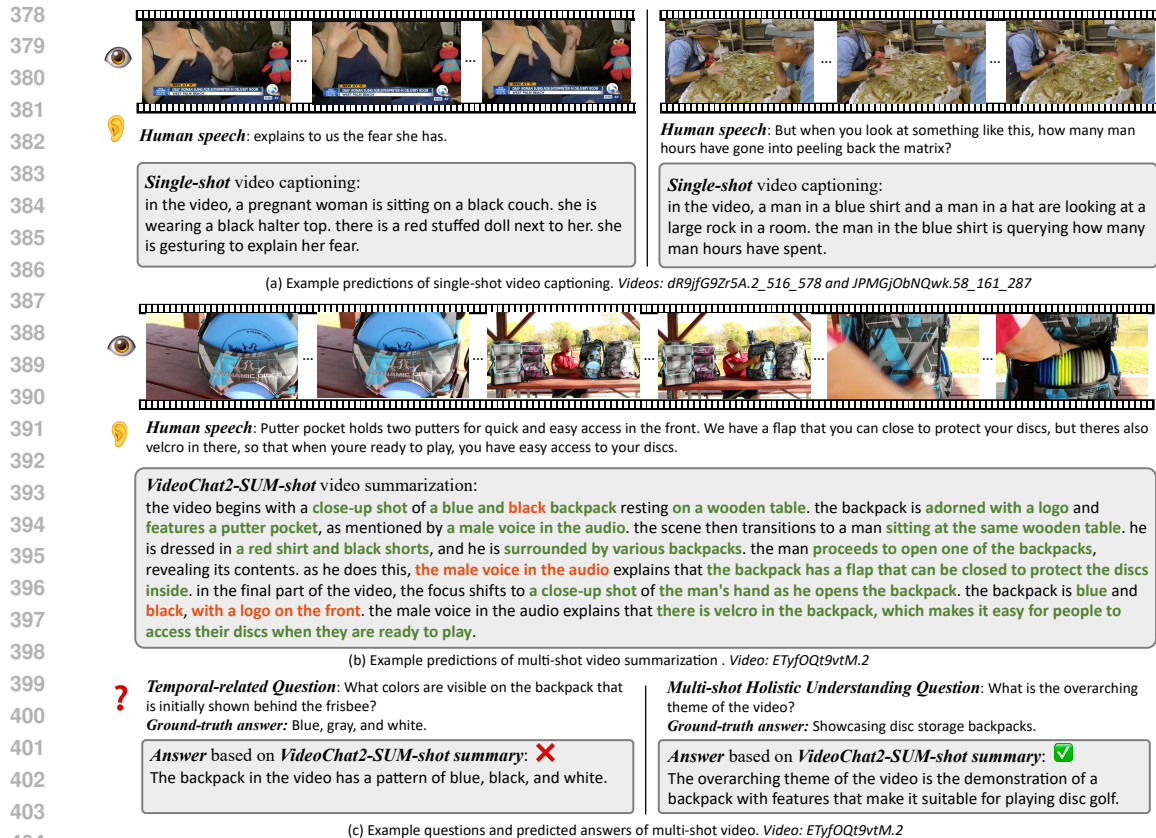 378
379
380
381
382
383
384
385
386
387
388
389
390
391
392
393
394
395
396
397
398
399
400
401
402
403
Human speech: explains to us the fear she has.
Single-shot video captioning:
in the video, a pregnant woman is sitting on a black couch. she is
wearing a black halter top. there is a red stuffed doll next to her. she
is gesturing to explain her fear.
Human speech: But when you look at something like this, how many man
hours have gone into peeling back the matrix?
Single-shot video captioning:
in the video, a man in a blue shirt and a man in a hat are looking at a
large rock in a room. the man in the blue shirt is querying how many
man hours have spent.
(a) Example predictions of single-shot video captioning. Videos: dR9jfG9Zr5A.2_516_578 and JPMGjObNQwk.58_161_287
Human speech: Putter pocket holds two putters for quick and easy access in the front. We have a flap that you can close to protect your discs, but theres also
velcro in there, so that when youre ready to play, you have easy access to your discs.
VideoChat2-SUM-shot video summarization:
the video begins with a close-up shot of a blue and black backpack resting on a wooden table. the backpack is adorned with a logo and
features a putter pocket, as mentioned by a male voice in the audio. the scene then transitions to a man sitting at the same wooden table. he
is dressed in a red shirt and black shorts, and he is surrounded by various backpacks. the man proceeds to open one of the backpacks,
revealing its contents. as he does this, the male voice in the audio explains that the backpack has a flap that can be closed to protect the discs
inside. in the final part of the video, the focus shifts to a close-up shot of the man's hand as he opens the backpack. the backpack is blue and
black, with a logo on the front. the male voice in the audio explains that there is velcro in the backpack, which makes it easy for people to
access their discs when they are ready to play.
(b) Example predictions of multi-shot video summarization . Video: ETyfOQt9vtM.2
Temporal-related Question: What colors are visible on the backpack that
is initially shown behind the frisbee?
Ground-truth answer: Blue, gray, and white.
Answer based on VideoChat2-SUM-shot summary:
The backpack in the video has a pattern of blue, black, and white.
Multi-shot Holistic Understanding Question: What is the overarching
theme of the video?
Ground-truth answer: Showcasing disc storage backpacks.
Answer based on VideoChat2-SUM-shot summary:
The overarching theme of the video is the demonstration of a
backpack with features that make it suitable for playing disc golf.
(c) Example questions and predicted answers of multi-shot video. Video: ETyfOQt9vtM.2